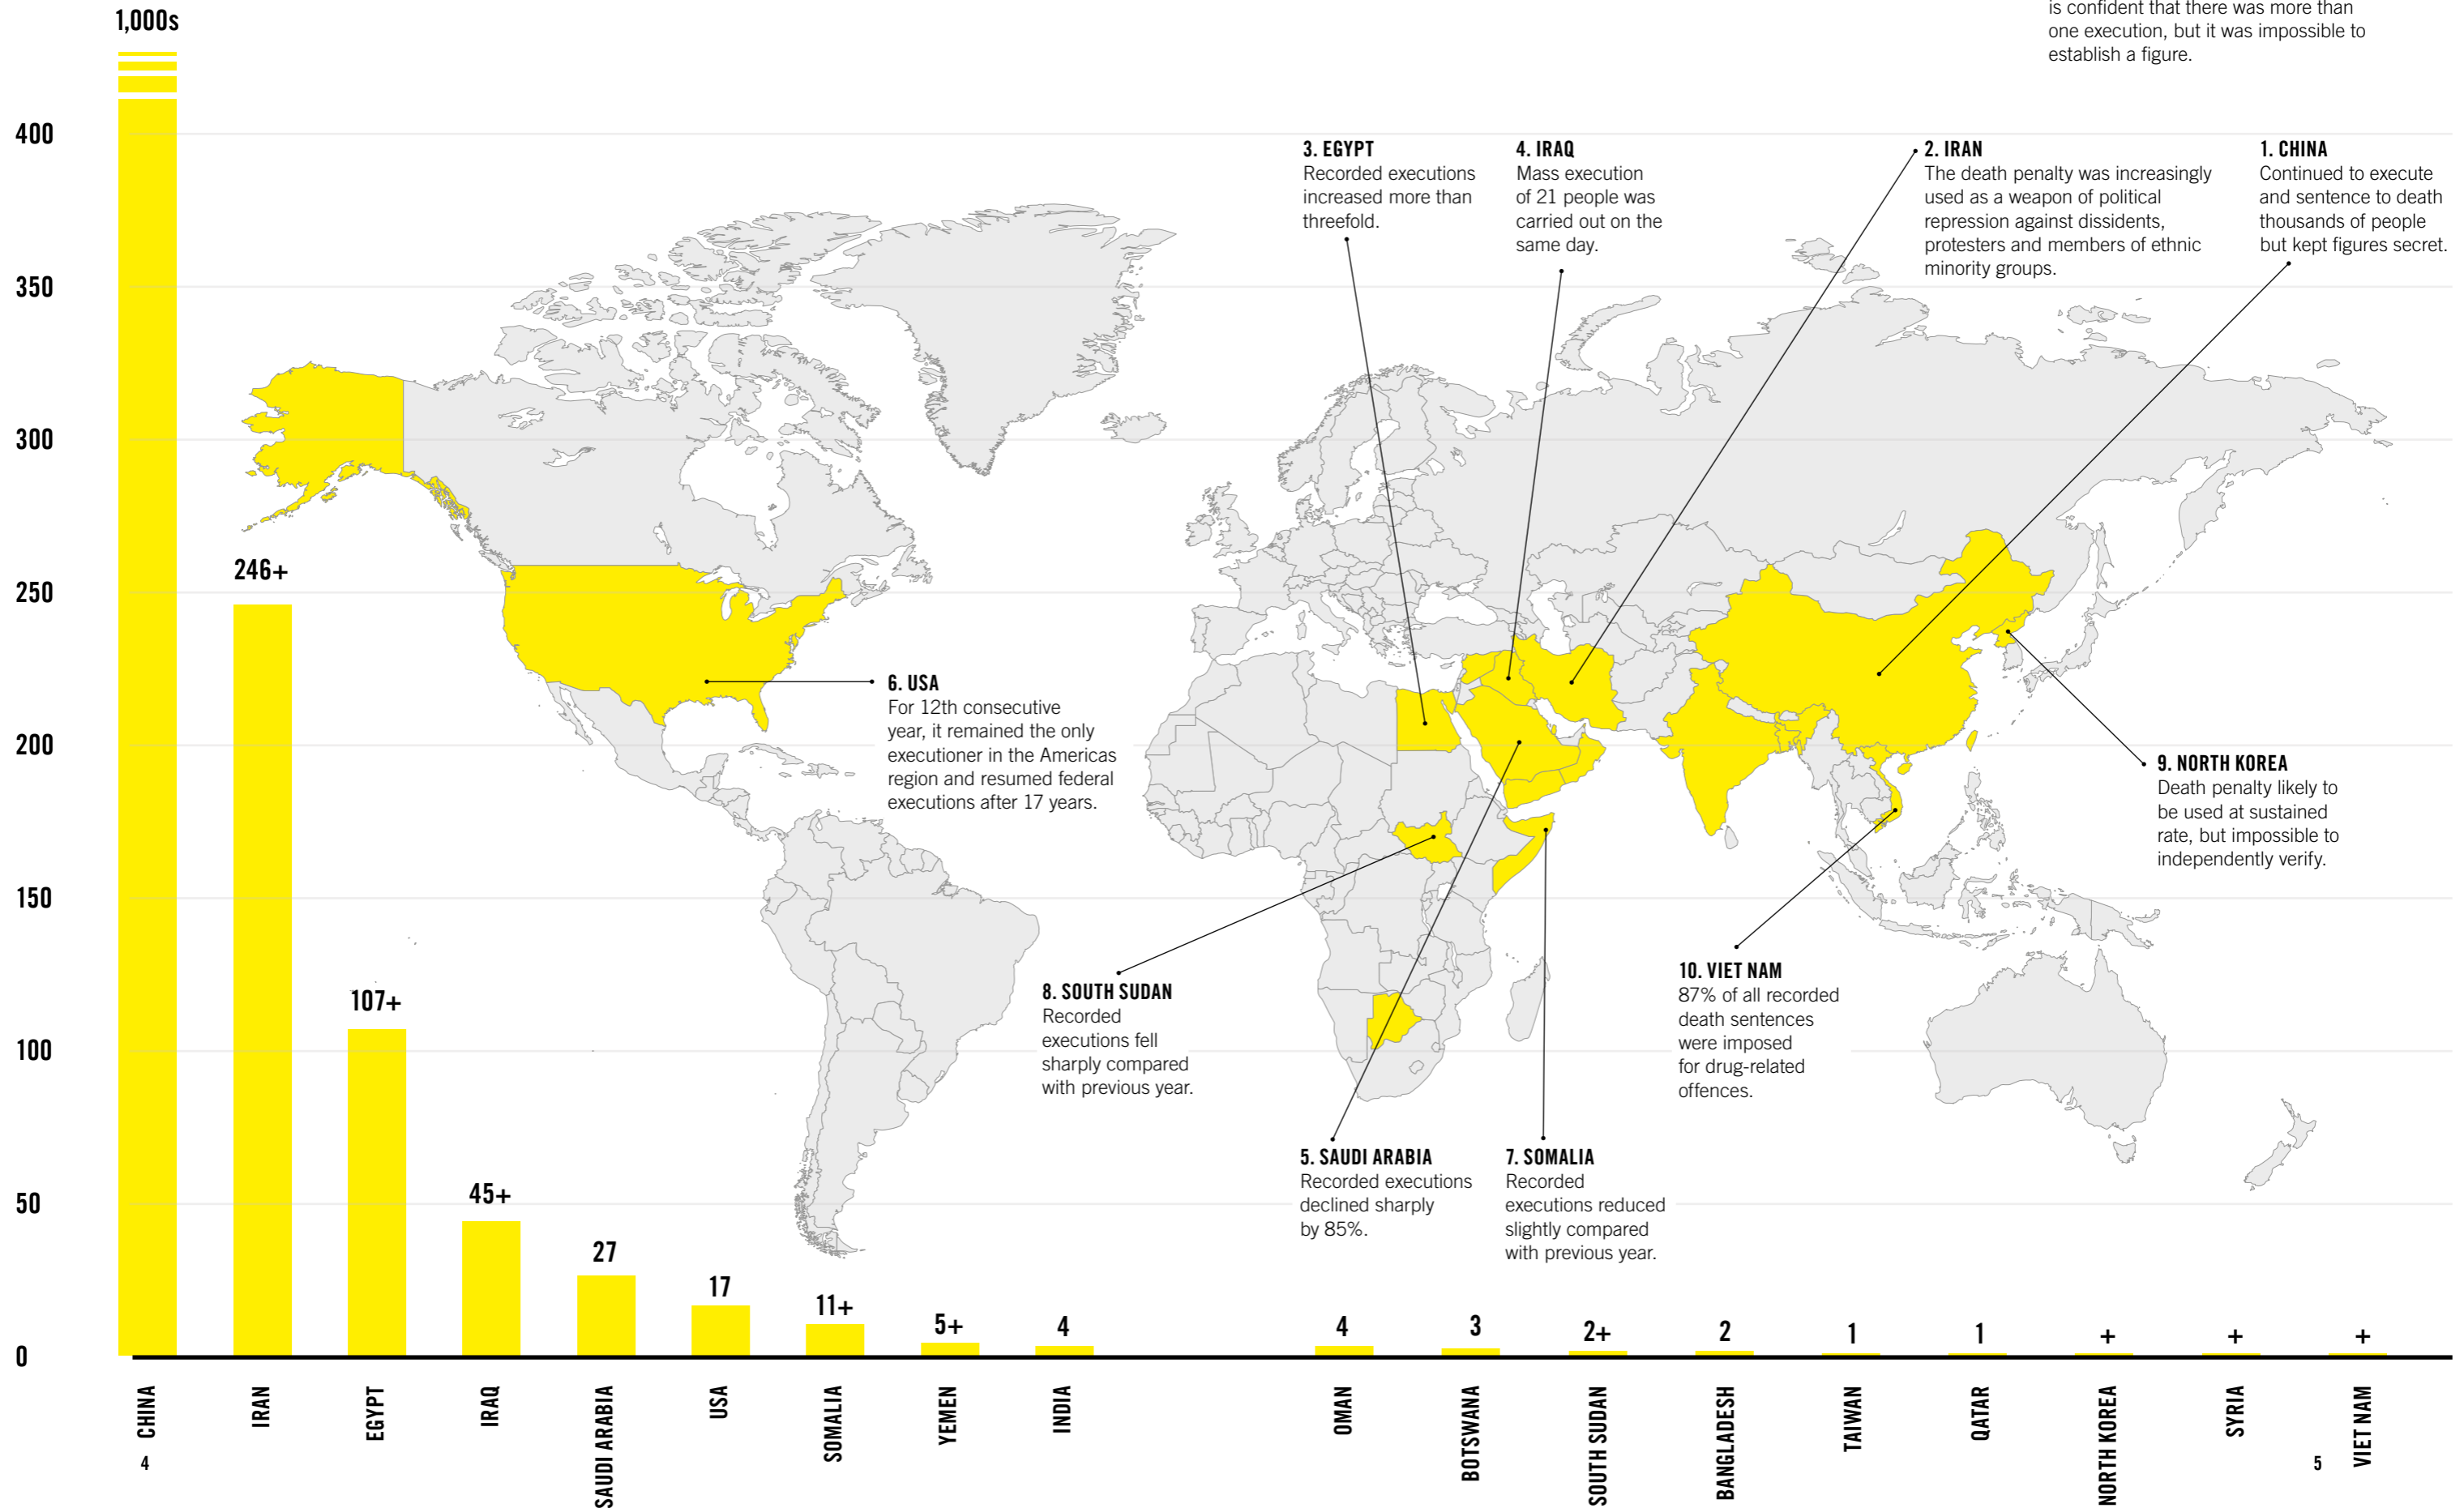 is confident that there was more than
one execution, but it was impossible to
establish a figure.
1,000s
400
350
300
250
200
150
100
50
0
3. EGYPT
Recorded executions
increased more than
threefold.
4. IRAQ
Mass execution
of 21 people was
carried out on the
same day.
2. IRAN
The death penalty was increasingly
used as a weapon of political
repression against dissidents,
protesters and members of ethnic
minority groups.
1. CHINA
Continued to execute
and sentence to death
thousands of people
but kept figures secret.
6. USA
For 12th consecutive
year, it remained the only
executioner in the Americas
region and resumed federal
executions after 17 years.
9. NORTH KOREA
Death penalty likely to
be used at sustained
rate, but impossible to
independently verify.
8. SOUTH SUDAN
Recorded
executions fell
sharply compared
with previous year.
10. VIET NAM
87% of all recorded
death sentences
were imposed
for drug-related
offences.
5. SAUDI ARABIA
Recorded executions
declined sharply
by 85%.
7. SOMALIA
Recorded
executions reduced
slightly compared
with previous year.
246+
107+
45+
27
17
11+
5+
4
4
3
2+
2
1
1
+
+
+
CHINA
IRAN
EGYPT
IRAQ
SAUDI ARABIA
USA
SOMALIA
YEMEN
INDIA
OMAN
BOTSWANA
SOUTH SUDAN
BANGLADESH
TAIWAN
QATAR
NORTH KOREA
SYRIA
VIET NAM
4
5